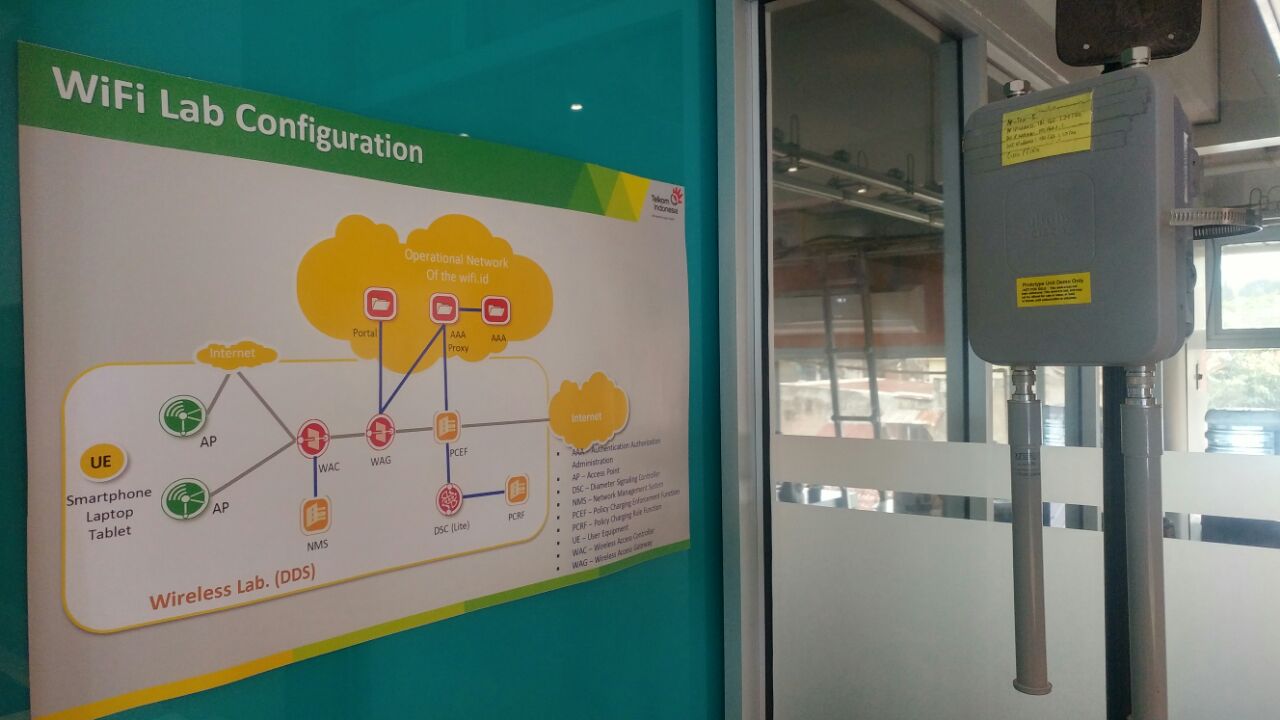 WiFi Lab Configuration
Telkom
Indonesia
Operational Network
Of the wifi.id
Portal
AAA
Proxy
AAA
Internet
AP
UE
Smartphone
Laptop
Tablet
AP
WAC
WAG
PCEF
Internet
NMS
DSC (Lite)
PCRF
Wireless Lab. (DDS)
AAA – Authentication Authorization
Administration
AP – Access Point
DSC – Diameter Signaling Controller
NMS – Network Management System
PCEF – Policy Charging Enforcement Function
PCRF – Policy Charging Rule Function
UE – User Equipment
WAC – Wireless Access Controller
WAG – Wireless Access Gateway
Prototype Unit Demo Only